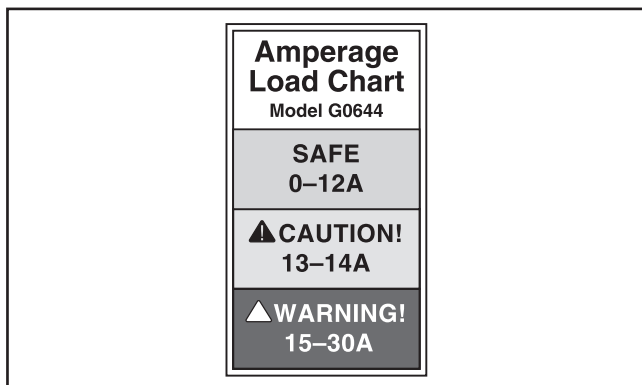 Amperage
Load Chart
Model G0644
SAFE
0–12A
CAUTION!
13–14A
WARNING!
15–30A